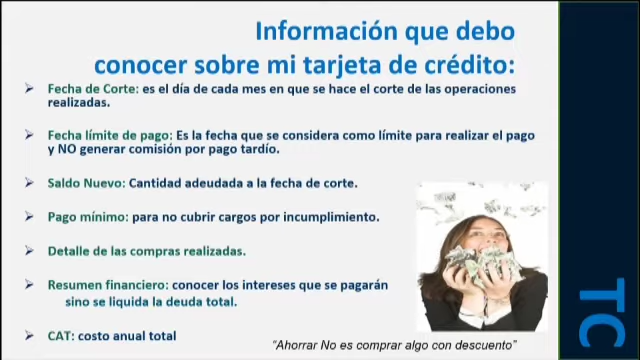 Información que debo
conocer sobre mi tarjeta de crédito:
➢ Fecha de Corte: es el día de cada mes en que se hace el corte de las operaciones
realizadas.
➢ Fecha límite de pago: Es la fecha que se considera como límite para realizar el pago
y NO generar comisión por pago tardío.
➢ Saldo Nuevo: Cantidad adeudada a la fecha de corte.
➢ Pago mínimo: para no cubrir cargos por incumplimiento.
➢ Detalle de las compras realizadas.
➢ Resumen financiero: conocer los intereses que se pagarán
sino se liquida la deuda total.
➢ CAT: costo anual total
“Ahorrar No es comprar algo con descuento”
TC